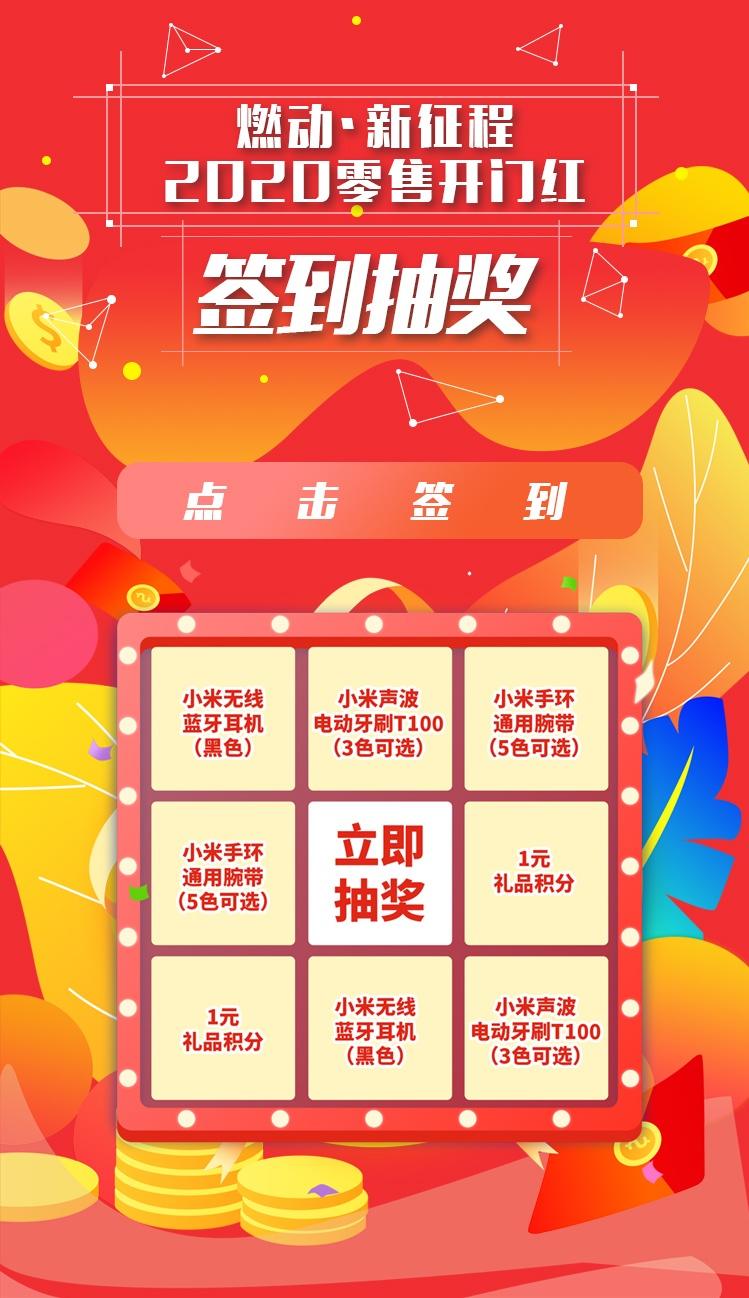 燃动·新征程
2020零售开门红
签到抽奖
点击签到
小米无线
蓝牙耳机
（黑色）
小米声波
电动牙刷T100
（3色可选）
小米手环
通用腕带
（5色可选）
小米手环
通用腕带
（5色可选）
立即
抽奖
1元
礼品积分
1元
礼品积分
小米无线
蓝牙耳机
（黑色）
小米声波
电动牙刷T100
（3色可选）